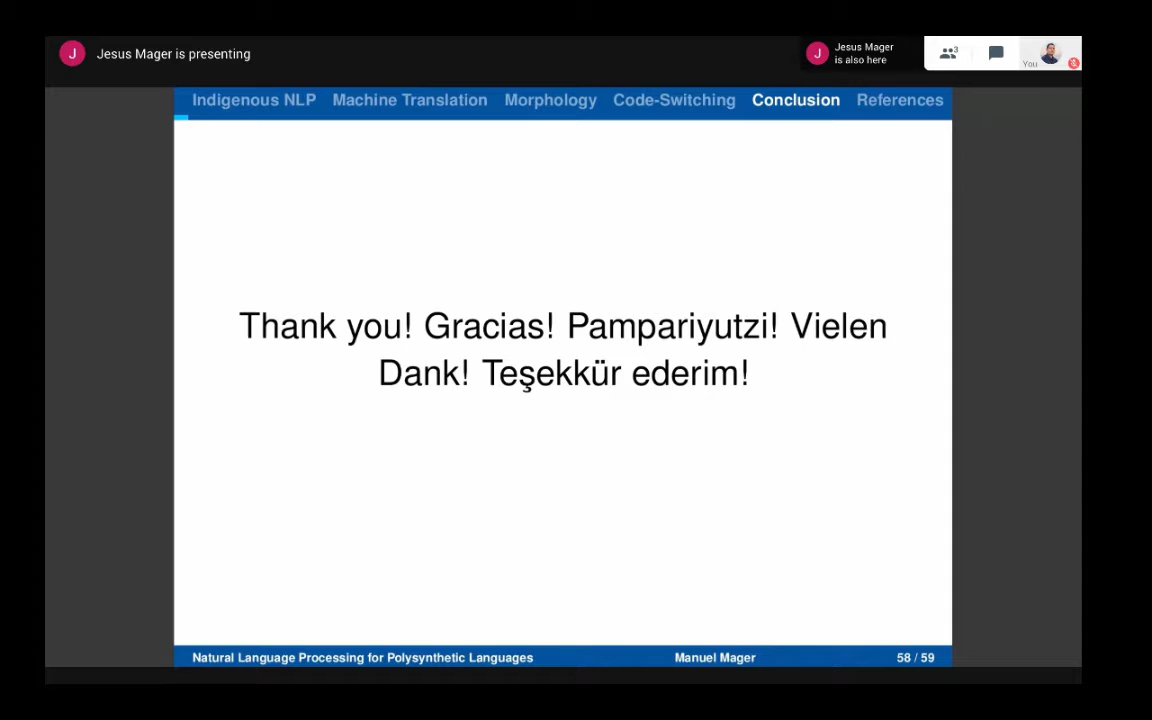 J Jesus Mager is presenting
J Jesus Mager
is also here
3
You
Indigenous NLP Machine Translation Morphology Code-Switching Conclusion References
Thank you! Gracias! Pampariyutzi! Vielen
Dank! Teşekkür ederim!
Natural Language Processing for Polysynthetic Languages Manuel Mager 58 / 59